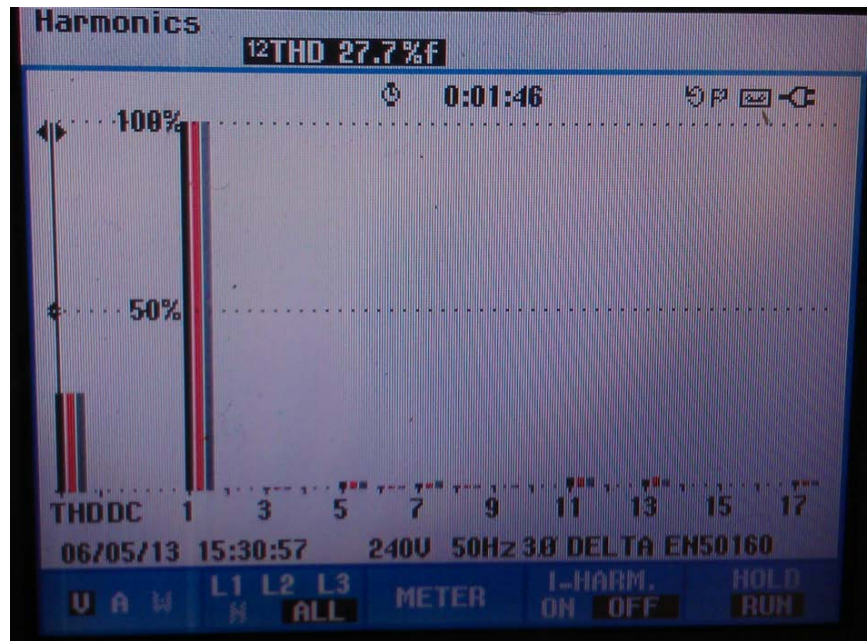 Harmonics
12THD 27.7%f
0:01:46
100%
50%
THD DC 1 3 5 7 9 11 13 15 17
06/05/13 15:30:57 240V 50Hz 3Ø DELTA EN50160
V A W L1 L2 L3 N ALL METER I-HARM. ON OFF HOLD RUN